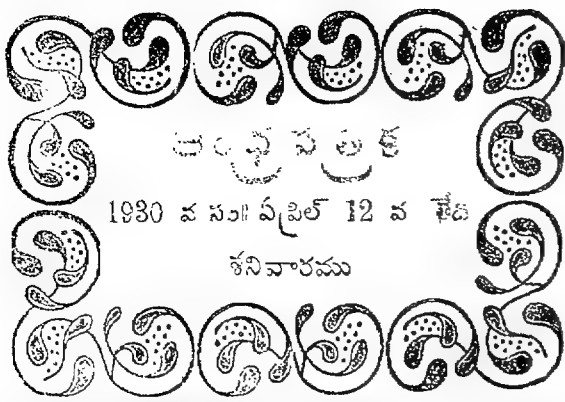 ఆంధ్రపత్రిక
1930 వ సం॥ ఏప్రిల్ 12 వ తేది
శనివారము